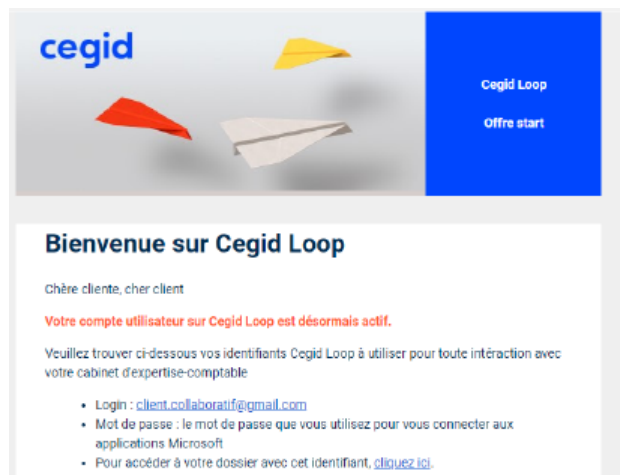 cegid
Cegid Loop
Offre start
Bienvenue sur Cegid Loop
Chère cliente, cher client
Votre compte utilisateur sur Cegid Loop est désormais actif.
Veuillez trouver ci-dessous vos identifiants Cegid Loop à utiliser pour toute intéraction avec
votre cabinet d'expertise-comptable
• Login : client.collaboratif@gmail.com
• Mot de passe : le mot de passe que vous utilisez pour vous connecter aux
applications Microsoft
• Pour accéder à votre dossier avec cet identifiant, cliquez ici.